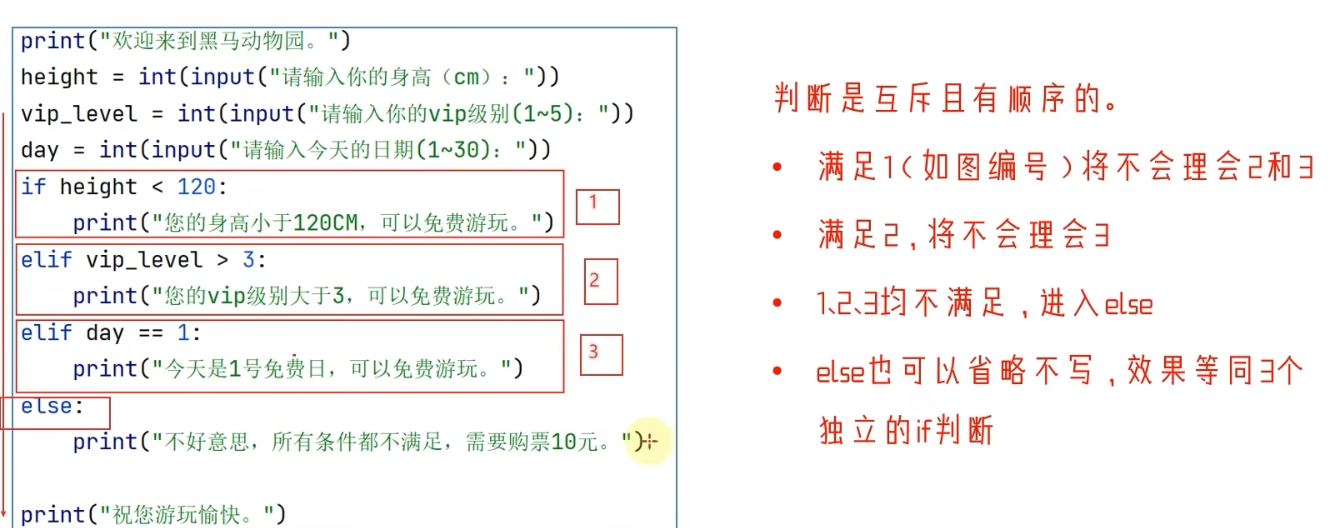 print("欢迎来到黑马动物园。")
height = int(input("请输入你的身高（cm）："))
vip_level = int(input("请输入你的vip级别(1~5)："))
day = int(input("请输入今天的日期(1~30)："))
if height < 120:
    print("您的身高小于120CM，可以免费游玩。")
1
elif vip_level > 3:
    print("您的vip级别大于3，可以免费游玩。")
2
elif day == 1:
    print("今天是1号免费日，可以免费游玩。")
3
else:
    print("不好意思，所有条件都不满足，需要购票10元。")
print("祝您游玩愉快。")
判断是互斥且有顺序的。
• 满足1（如图编号）将不会理会2和3
• 满足2，将不会理会3
• 1、2、3均不满足，进入else
• else也可以省略不写，效果等同3个
独立的if判断